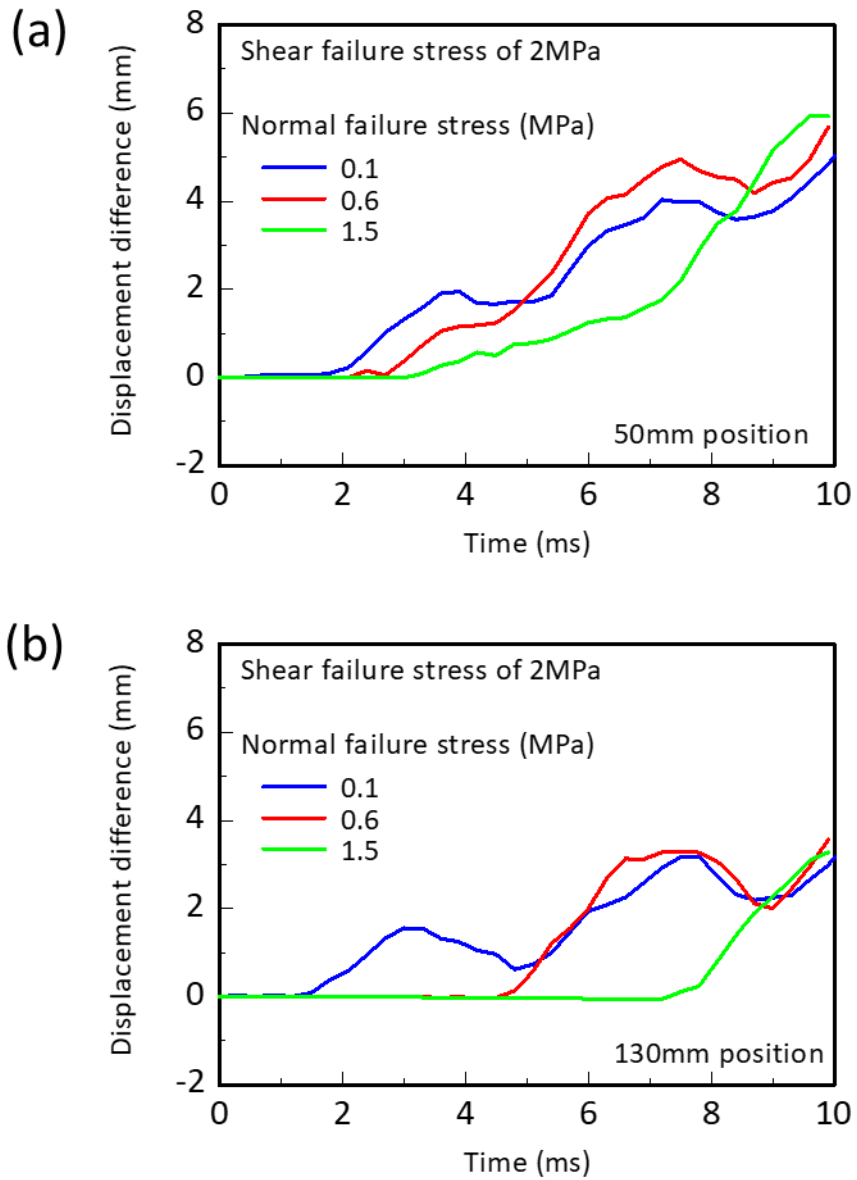 (a)
Displacement difference (mm)
8
6
4
2
0
-2
Shear failure stress of 2MPa
Normal failure stress (MPa)
0.1
0.6
1.5
50mm position
0 2 4 6 8 10
Time (ms)
(b)
Displacement difference (mm)
8
6
4
2
0
-2
Shear failure stress of 2MPa
Normal failure stress (MPa)
0.1
0.6
1.5
130mm position
0 2 4 6 8 10
Time (ms)